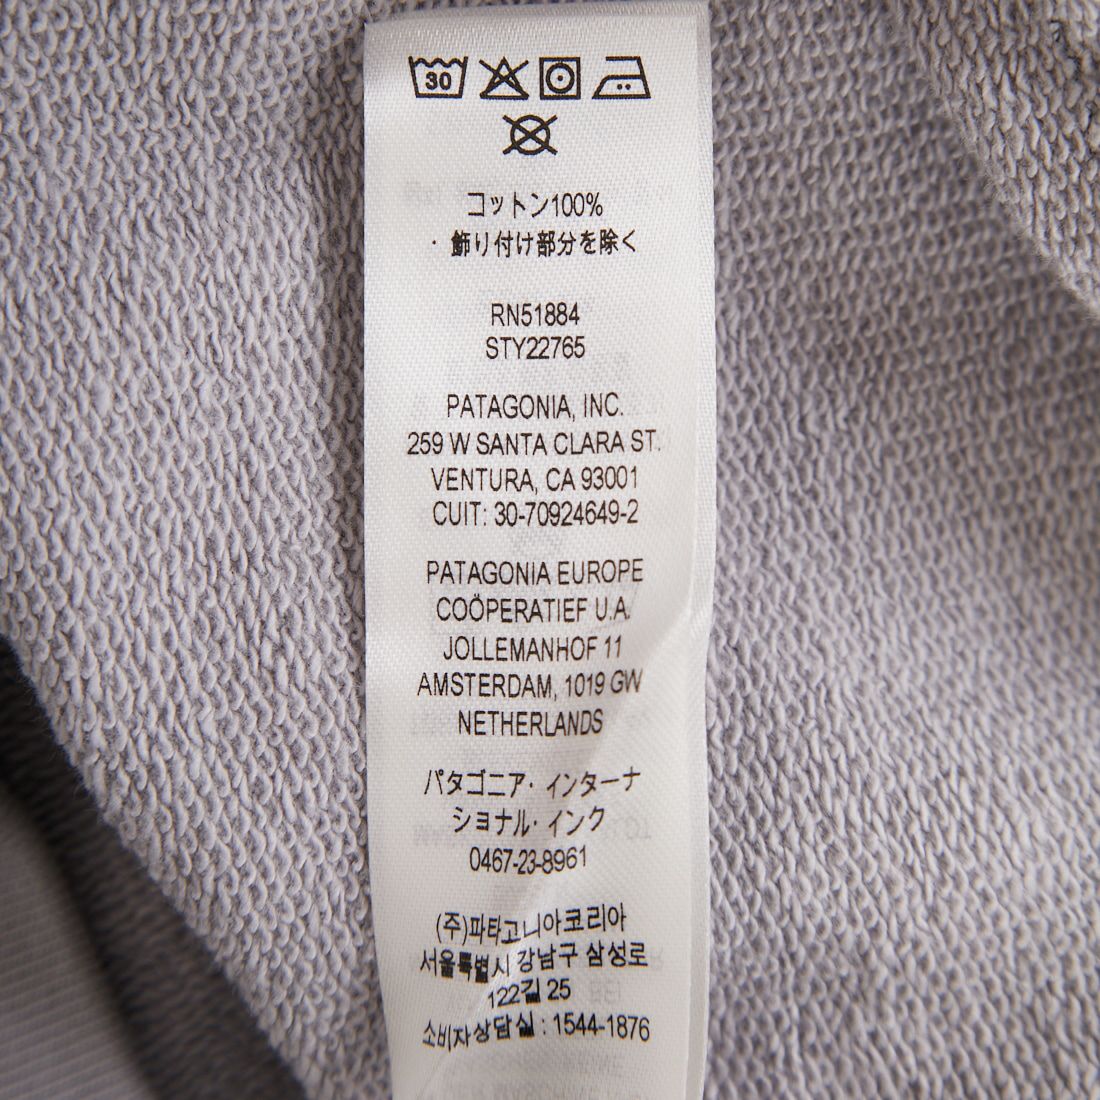 30
コットン100%
・飾り付け部分を除く
RN51884
STY22765
PATAGONIA, INC.
259 W SANTA CLARA ST.
VENTURA, CA 93001
CUIT: 30-70924649-2
PATAGONIA EUROPE
COÖPERATIEF U.A.
JOLLEMANHOF 11
AMSTERDAM, 1019 GW
NETHERLANDS
パタゴニア・インターナ
ショナル・インク
0467-23-8961
(주)파타고니아코리아
서울특별시 강남구 삼성로
122길 25
소비자상담실 : 1544-1876